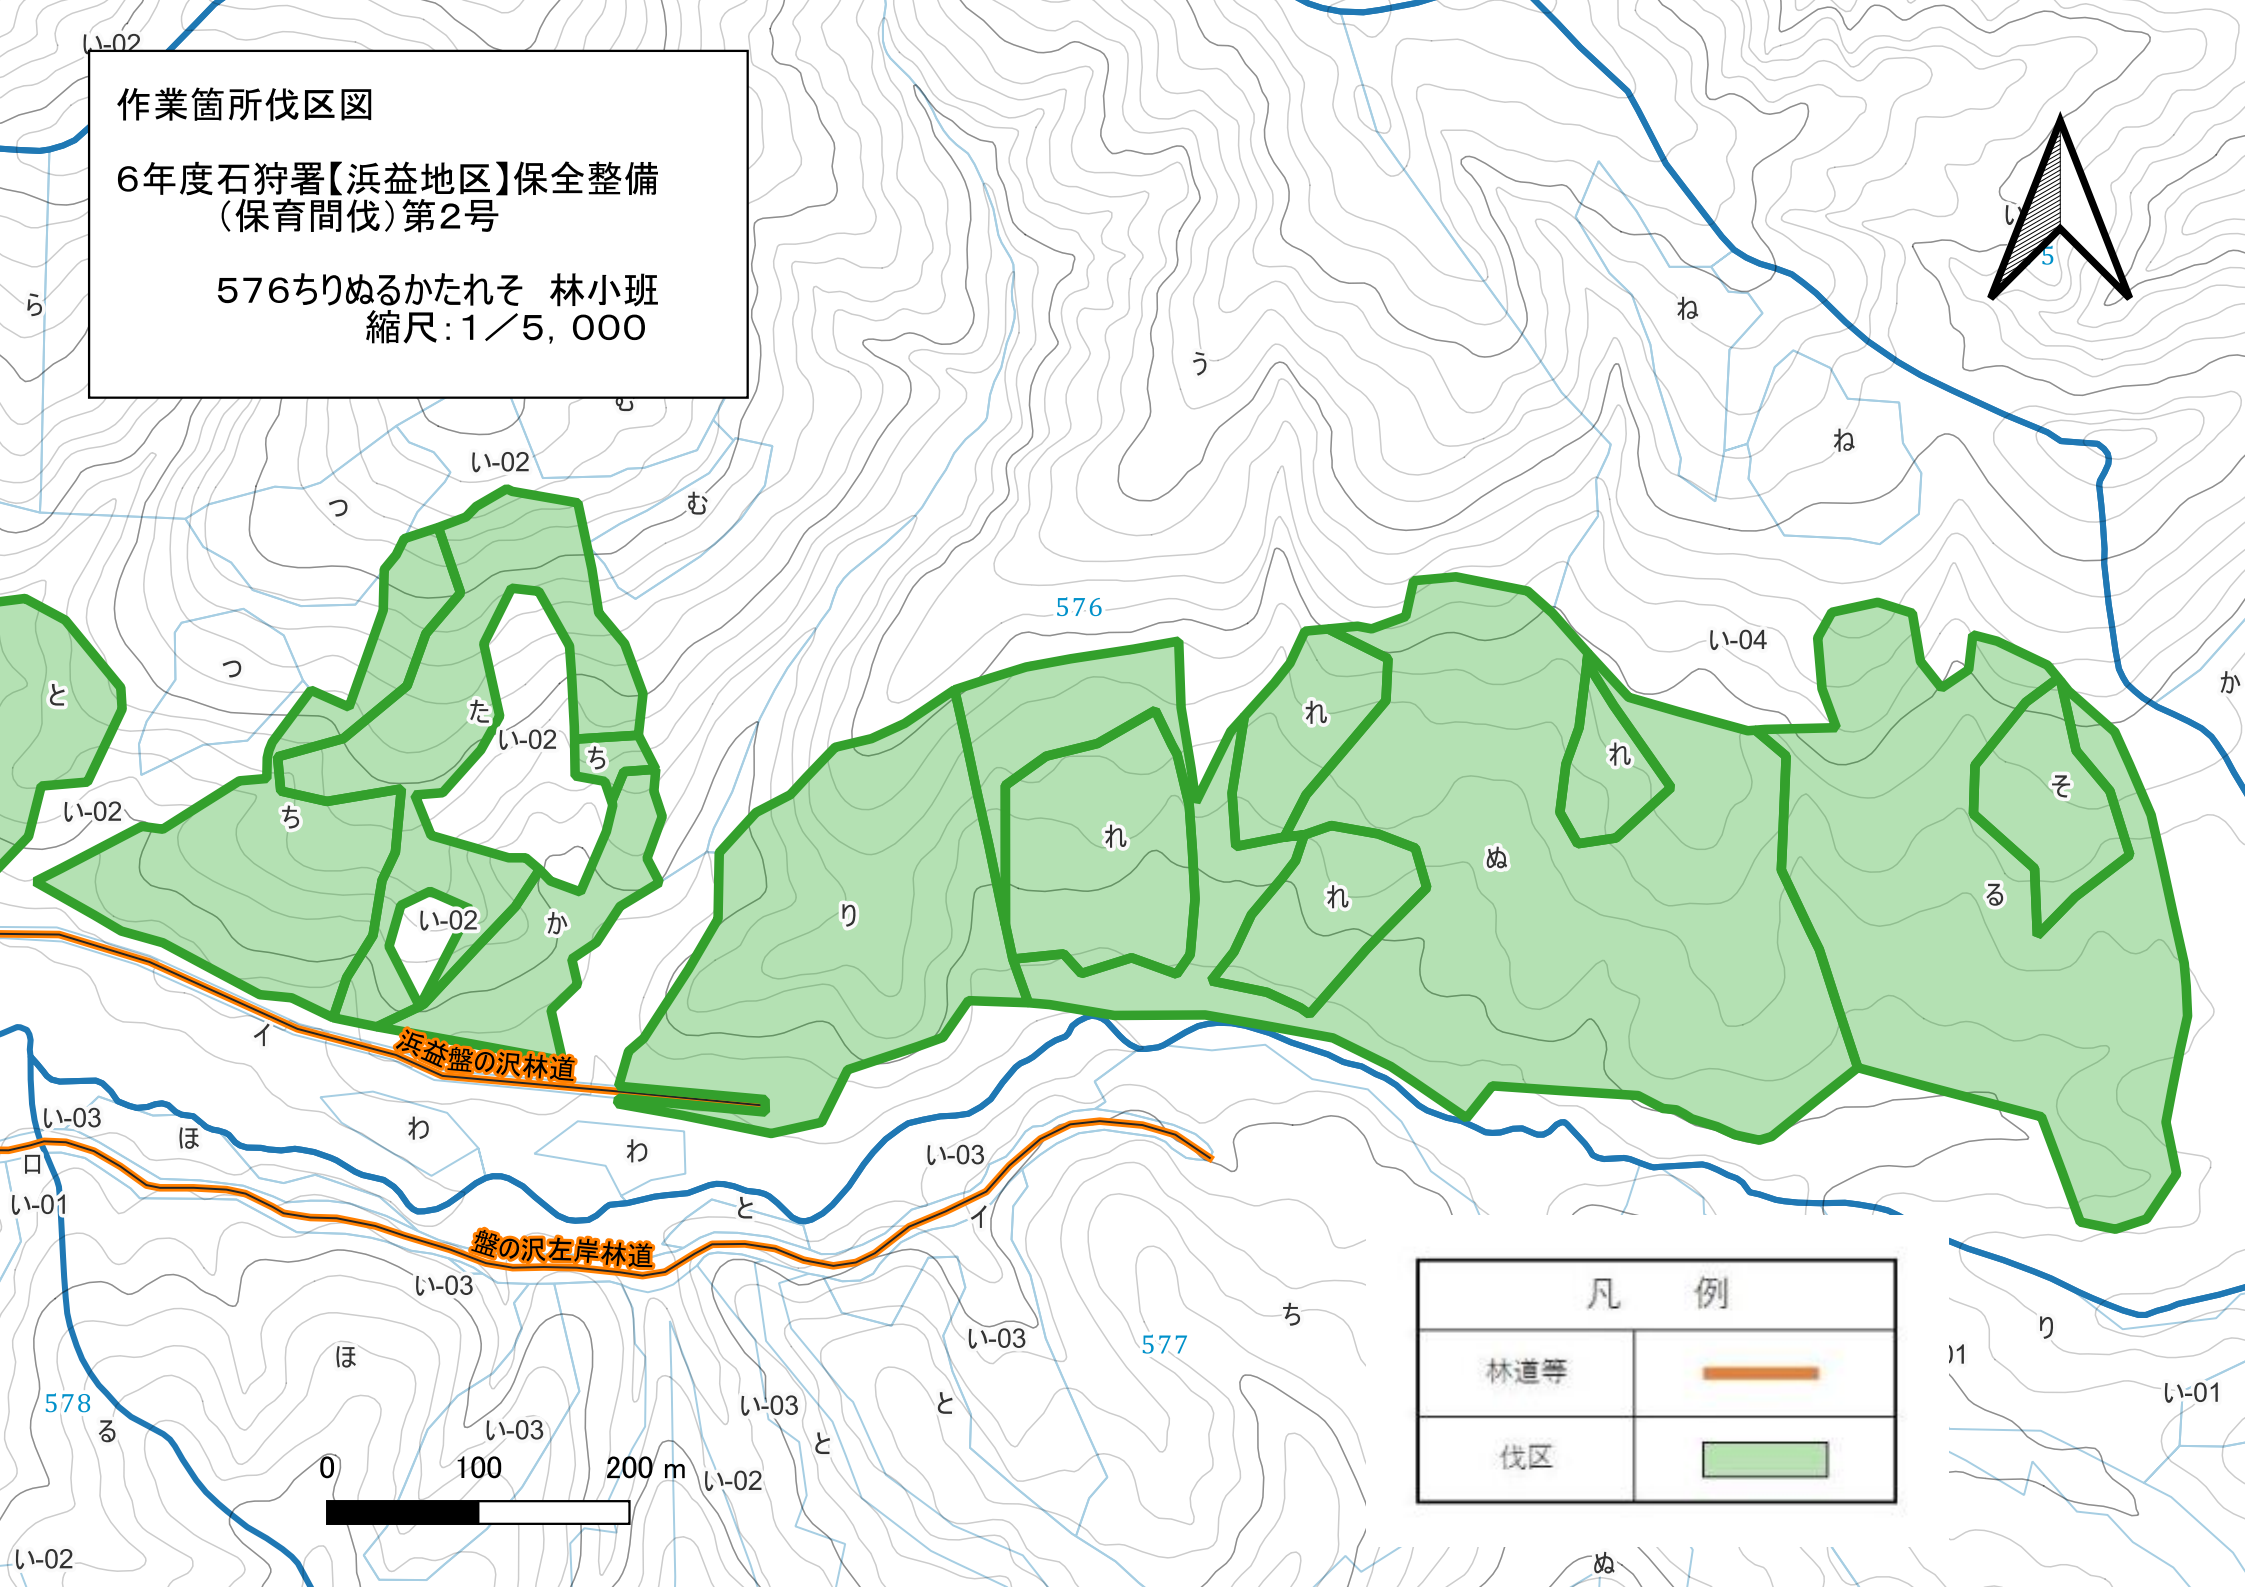 い-02
作業箇所伐区図
6年度石狩署【浜益地区】保全整備
（保育間伐）第2号
576ちりぬるかたれそ　林小班
縮尺：1／5，000
い
5
ら
ね
う
む
ね
い-02
つ
む
576
い-04
つ
と
か
た
れ
い-02
れ
ち
そ
い-02
ち
れ
ぬ
る
れ
り
い-02
か
イ
浜益盤の沢林道
い-03
ほ
わ
わ
い-03
ロ
い-01
と
イ
盤の沢左岸林道
い-03
凡　例
林道等
伐区
ち
り
い-03
577
ほ
01
い-01
578
る
い-03
い-03
と
と
0 100 200 m
い-02
い-02
ぬ